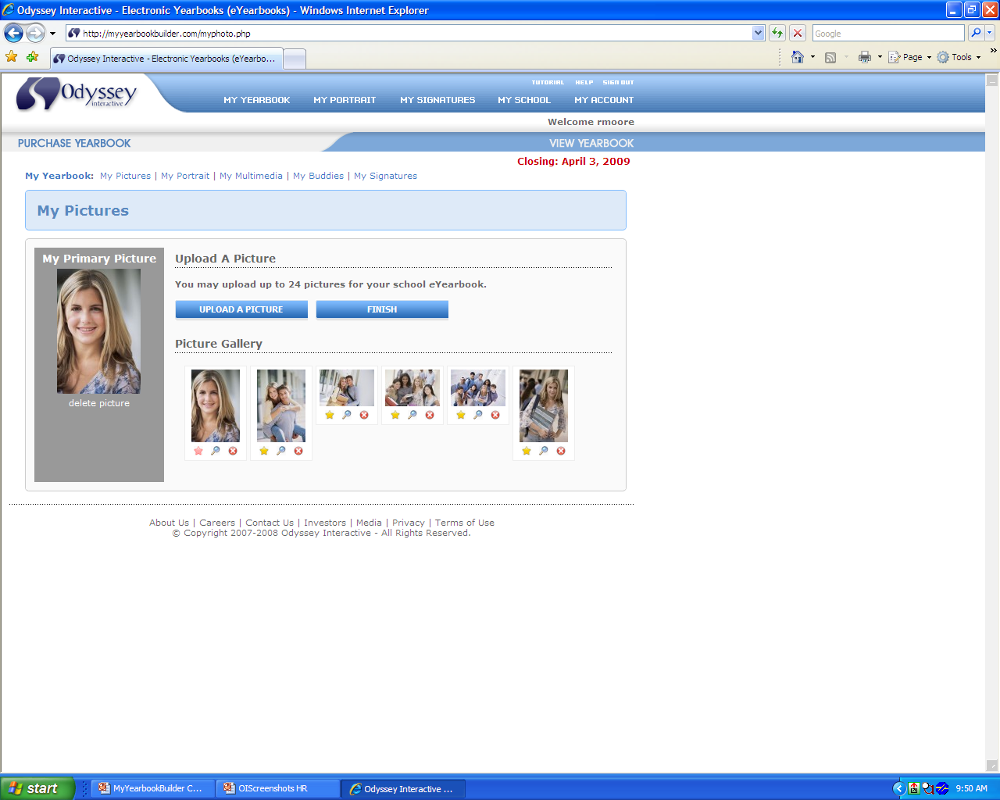 Odyssey Interactive - Electronic Yearbooks (eYearbooks) - Windows Internet Explorer
http://myyearbookbuilder.com/myphoto.php
Google
Odyssey Interactive - Electronic Yearbooks (eYearbo...
Page
Tools
Odyssey
interactive
TUTORIAL HELP SIGN OUT
MY YEARBOOK MY PORTRAIT MY SIGNATURES MY SCHOOL MY ACCOUNT
Welcome rmoore
PURCHASE YEARBOOK VIEW YEARBOOK
Closing: April 3, 2009
My Yearbook: My Pictures | My Portrait | My Multimedia | My Buddies | My Signatures
My Pictures
My Primary Picture
delete picture
Upload A Picture
You may upload up to 24 pictures for your school eYearbook.
UPLOAD A PICTURE FINISH
Picture Gallery
About Us | Careers | Contact Us | Investors | Media | Privacy | Terms of Use
© Copyright 2007-2008 Odyssey Interactive - All Rights Reserved.
start MyYearbookBuilder C... OIScreenshots HR Odyssey Interactive ... 9:50 AM